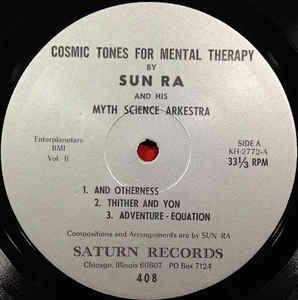 COSMIC TONES FOR MENTAL THERAPY
BY
SUN RA
AND HIS
MYTH SCIENCE ARKESTRA
Enterplanetary
BMI
Vol. II
SIDE A
KH-2772-A
33 1/3 RPM
1. AND OTHERNESS
2. THITHER AND YON
3. ADVENTURE - EQUATION
Compositions and Arrangements are by SUN RA
SATURN RECORDS
Chicago, Illinois 60607 PO Box 7124
408